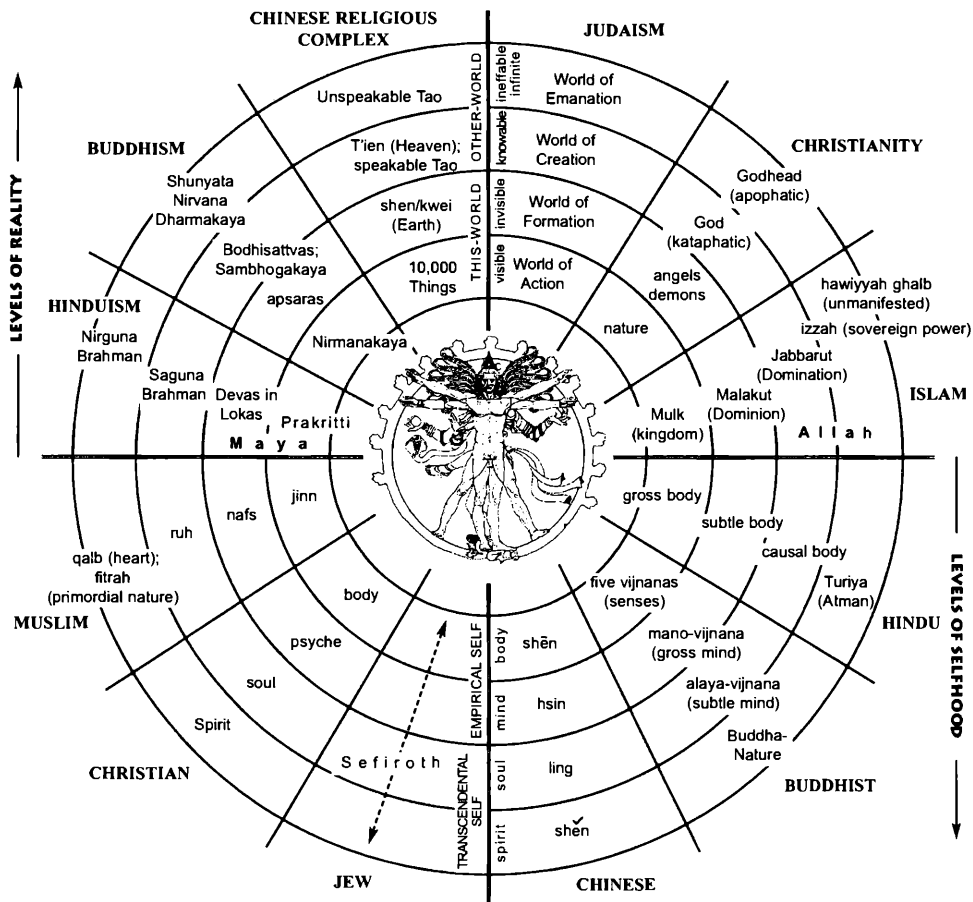 CHINESE RELIGIOUS
COMPLEX
JUDAISM
BUDDHISM
CHRISTIANITY
HINDUISM
ISLAM
LEVELS OF REALITY
OTHER-WORLD
THIS-WORLD
ineffable
infinite
knowable
invisible
visible
Unspeakable Tao
T'ien (Heaven);
speakable Tao
shen/kwei
(Earth)
10,000
Things
World of
Emanation
World of
Creation
World of
Formation
World of
Action
Shunyata
Nirvana
Dharmakaya
Bodhisattvas;
Sambhogakaya
apsaras
Nirmanakaya
Godhead
(apophatic)
God
(kataphatic)
angels
demons
nature
Nirguna
Brahman
Saguna
Brahman
Devas in
Lokas
Prakritti
Maya
hawiyyah ghalb
(unmanifested)
izzah (sovereign power)
Jabbarut
(Domination)
Malakut
(Dominion)
Mulk
(kingdom)
Allah
jinn
nafs
ruh
qalb (heart);
fitrah
(primordial nature)
MUSLIM
gross body
subtle body
causal body
Turiya
(Atman)
HINDU
LEVELS OF SELFHOOD
body
psyche
soul
Spirit
CHRISTIAN
five vijnanas
(senses)
mano-vijnana
(gross mind)
alaya-vijnana
(subtle mind)
Buddha-
Nature
BUDDHIST
Sefiroth
JEW
EMPIRICAL SELF
TRANSCENDENTAL
SELF
body
mind
soul
spirit
shēn
hsin
ling
shěn
CHINESE